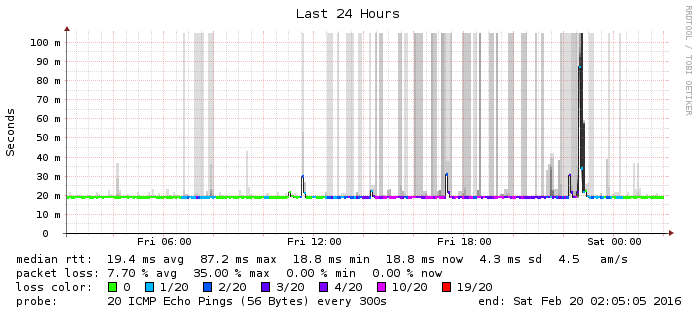 Last 24 Hours
RRDTOOL / TOBI OETIKER
Seconds
100 m
90 m
80 m
70 m
60 m
50 m
40 m
30 m
20 m
10 m
0
Fri 06:00 Fri 12:00 Fri 18:00 Sat 00:00
median rtt: 19.4 ms avg 87.2 ms max 18.8 ms min 18.8 ms now 4.3 ms sd 4.5 am/s
packet loss: 7.70 % avg 35.00 % max 0.00 % min 0.00 % now
loss color: 0 1/20 2/20 3/20 4/20 10/20 19/20
probe: 20 ICMP Echo Pings (56 Bytes) every 300s end: Sat Feb 20 02:05:05 2016